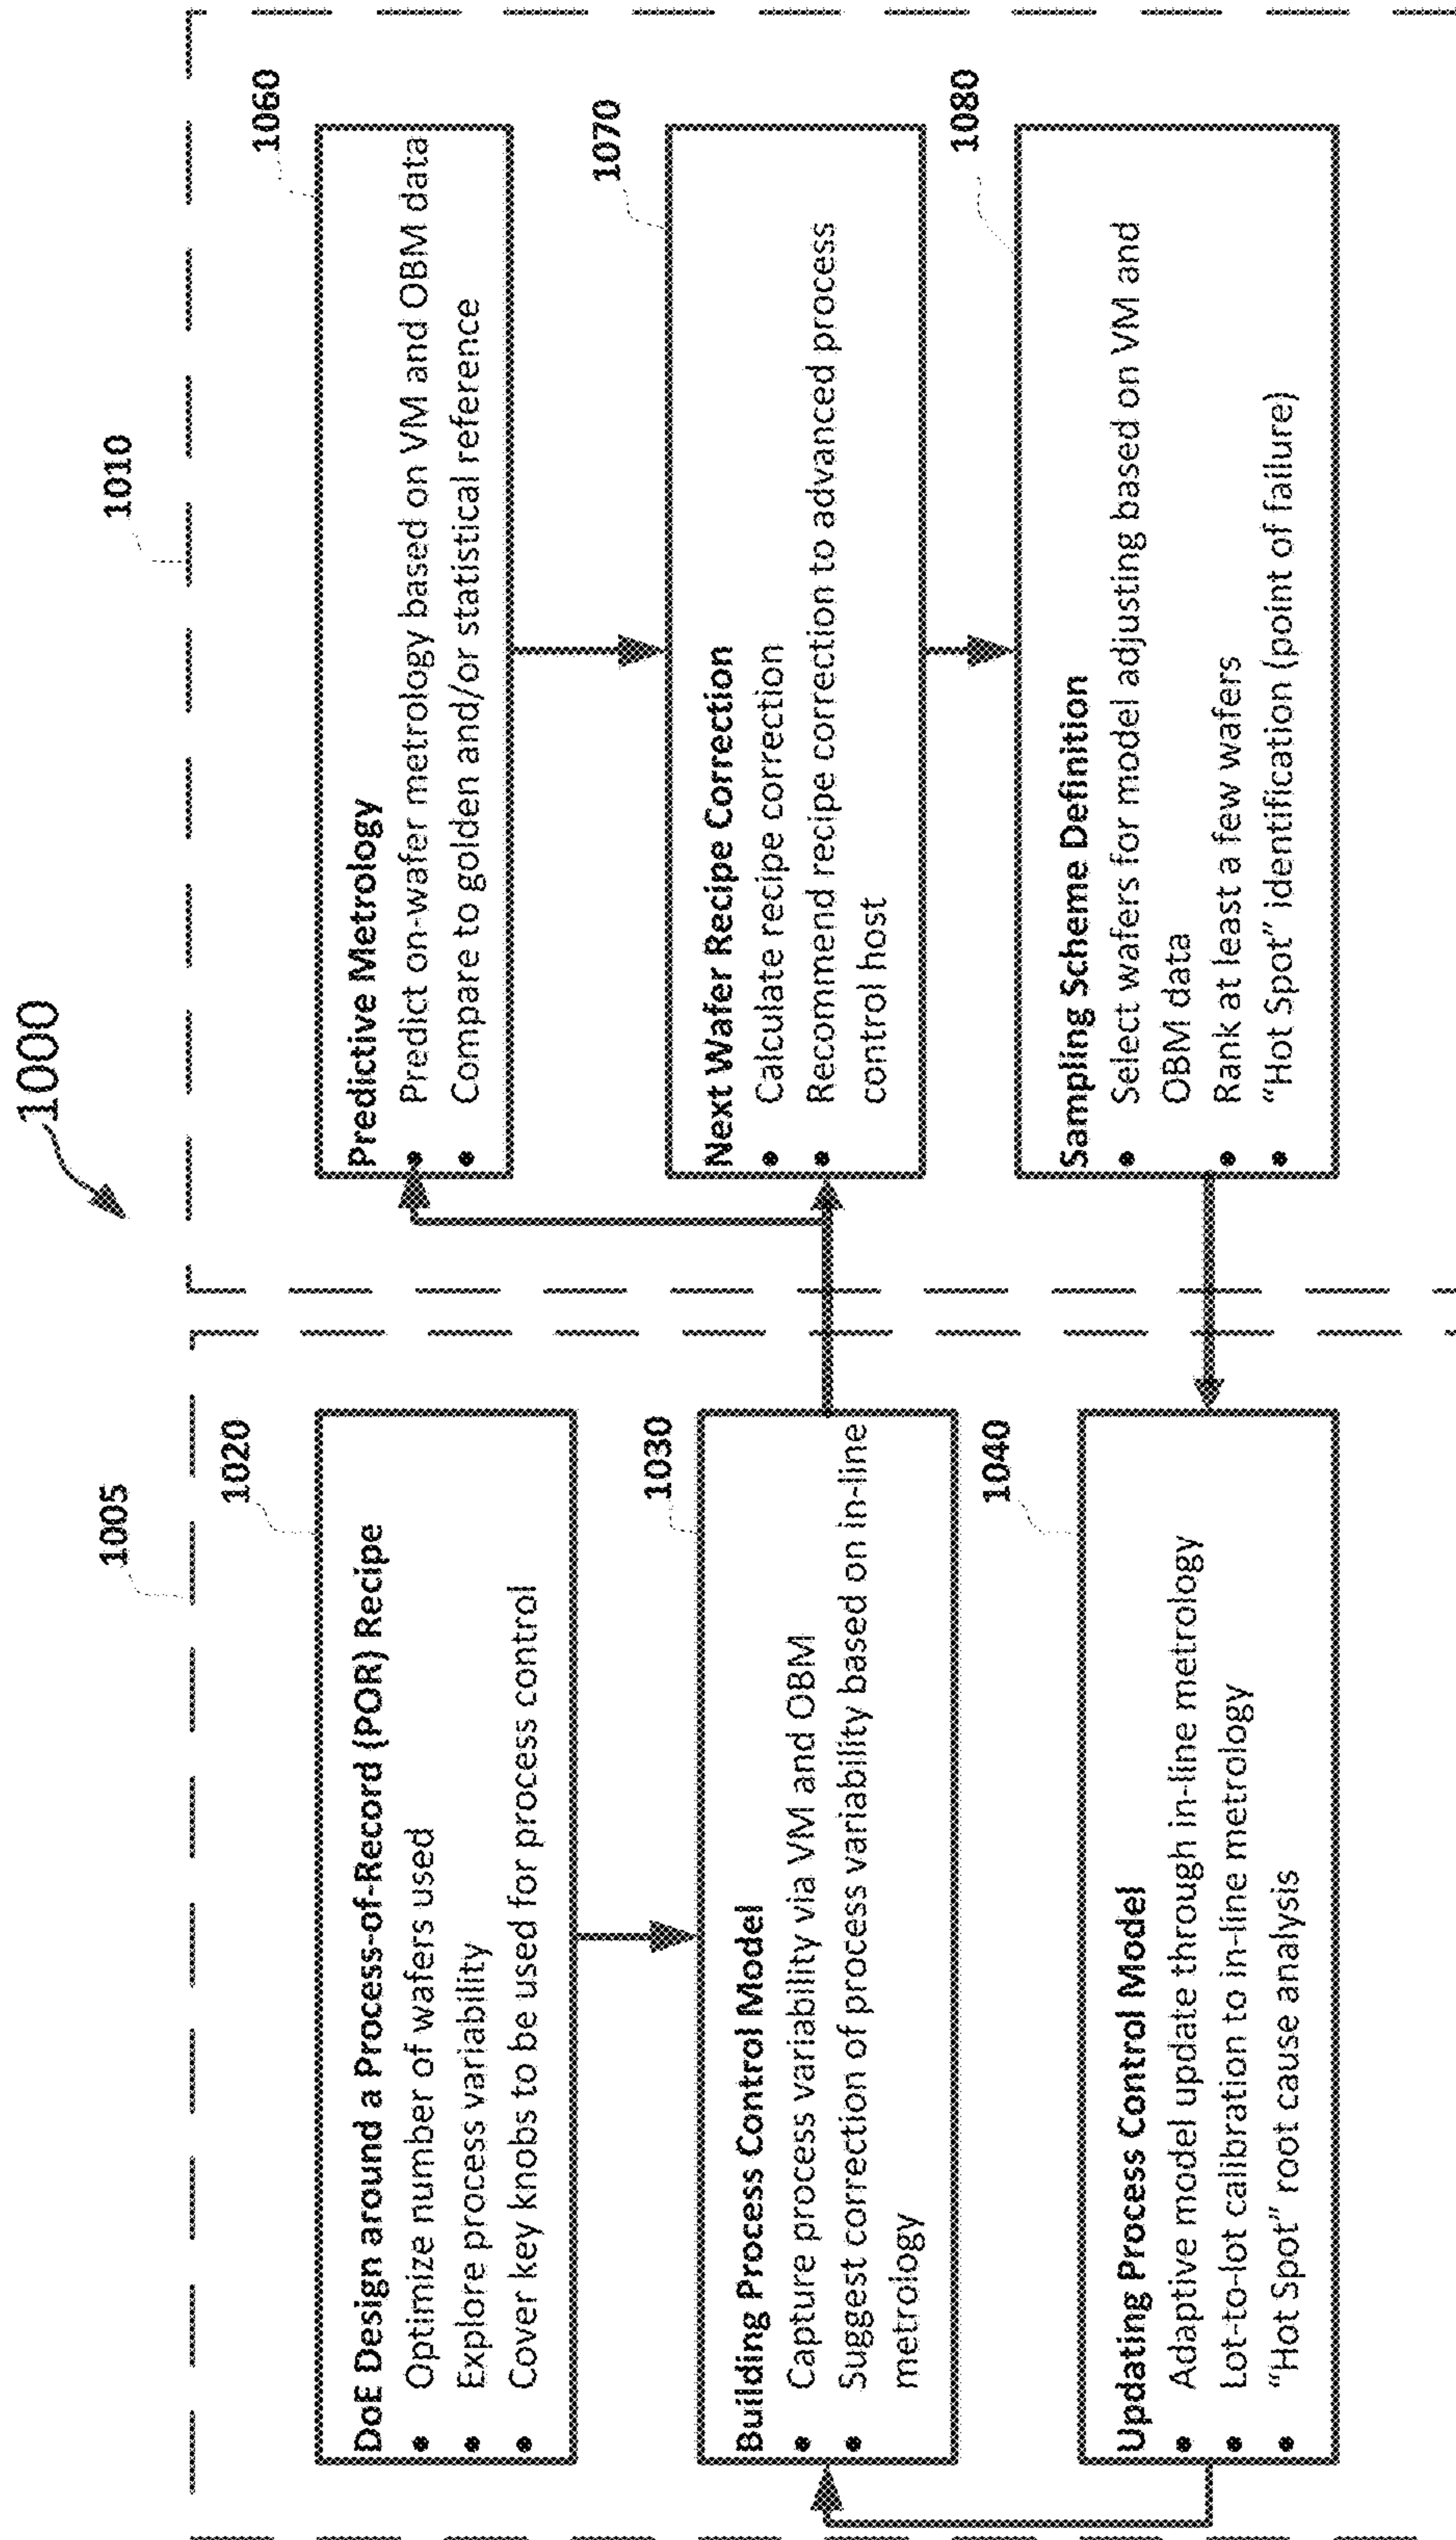 1000
1005
1010
1020
DoE Design around a Process-of-Record (POR) Recipe
• Optimize number of wafers used
• Explore process variability
• Cover key knobs to be used for process control
1030
Building Process Control Model
• Capture process variability via VM and OBM
• Suggest correction of process variability based on in-line
metrology
1040
Updating Process Control Model
• Adaptive model update through in-line metrology
• Lot-to-lot calibration to in-line metrology
• “Hot Spot” root cause analysis
1060
Predictive Metrology
• Predict on-wafer metrology based on VM and OBM data
• Compare to golden and/or statistical reference
1070
Next Wafer Recipe Correction
• Calculate recipe correction
• Recommend recipe correction to advanced process
control host
1080
Sampling Scheme Definition
• Select wafers for model adjusting based on VM and
OBM data
• Rank at least a few wafers
• “Hot Spot” identification (point of failure)